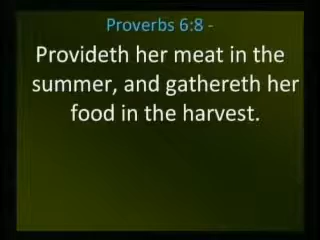 Proverbs 6:8 -
Provideth her meat in the
summer, and gathereth her
food in the harvest.